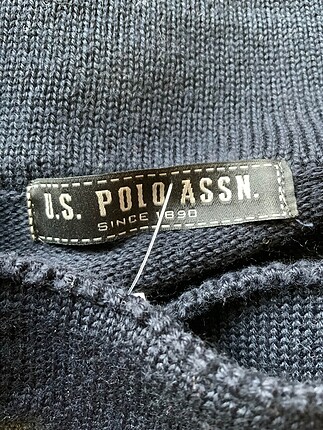 U.S. POLO ASSN.
SINCE 1890